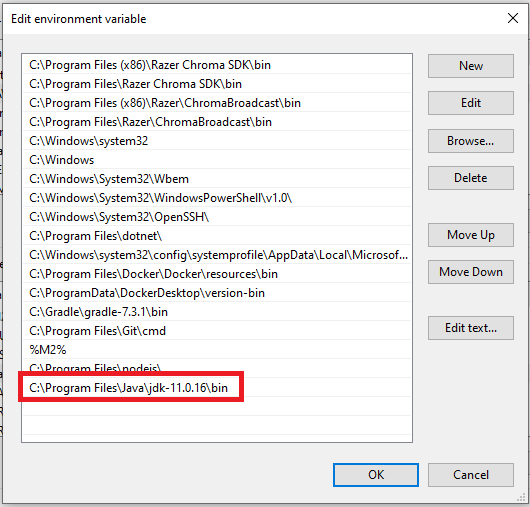 Edit environment variable
C:\Program Files (x86)\Razer Chroma SDK\bin
C:\Program Files\Razer Chroma SDK\bin
C:\Program Files (x86)\Razer\ChromaBroadcast\bin
C:\Program Files\Razer\ChromaBroadcast\bin
C:\Windows\system32
C:\Windows
C:\Windows\System32\Wbem
C:\Windows\System32\WindowsPowerShell\v1.0\
C:\Windows\System32\OpenSSH\
C:\Program Files\dotnet\
C:\Windows\system32\config\systemprofile\AppData\Local\Microsof...
C:\Program Files\Docker\Docker\resources\bin
C:\ProgramData\DockerDesktop\version-bin
C:\Gradle\gradle-7.3.1\bin
C:\Program Files\Git\cmd
%M2%
C:\Program Files\nodejs\
C:\Program Files\Java\jdk-11.0.16\bin
New
Edit
Browse...
Delete
Move Up
Move Down
Edit text...
OK
Cancel